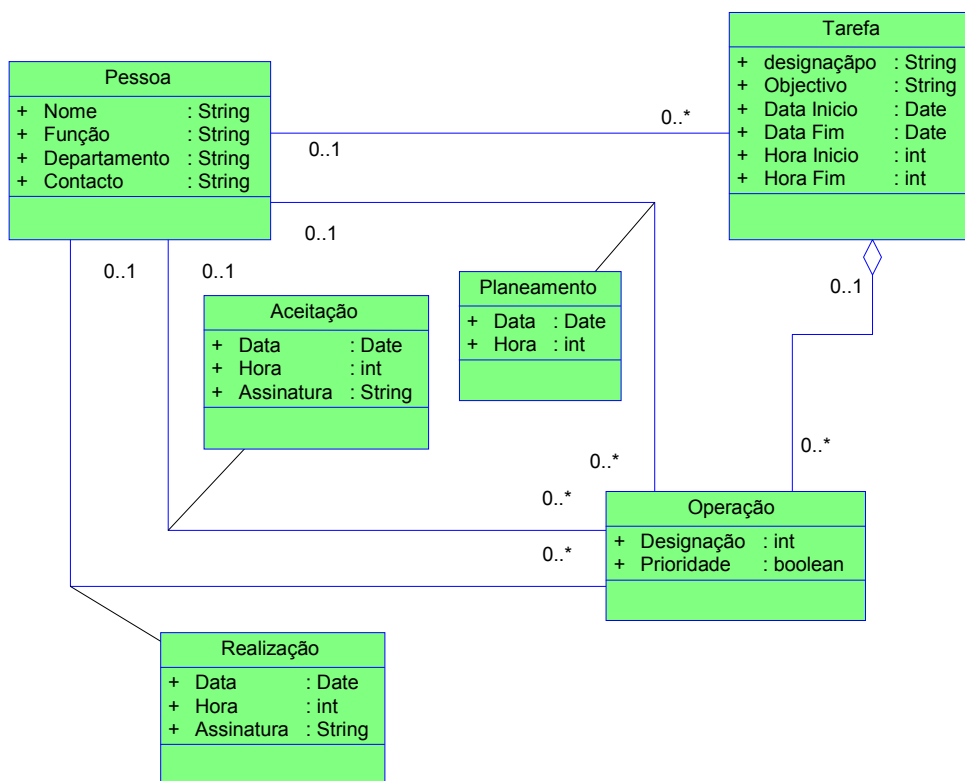 Tarefa
+ designaçãpo : String
+ Objectivo : String
+ Data Inicio : Date
+ Data Fim : Date
+ Hora Inicio : int
+ Hora Fim : int
Pessoa
+ Nome : String
+ Função : String
+ Departamento : String
+ Contacto : String
0..*
0..1
0..1
0..1
0..1
0..1
Planeamento
+ Data : Date
+ Hora : int
Aceitação
+ Data : Date
+ Hora : int
+ Assinatura : String
0..*
0..*
0..*
0..*
Operação
+ Designação : int
+ Prioridade : boolean
Realização
+ Data : Date
+ Hora : int
+ Assinatura : String